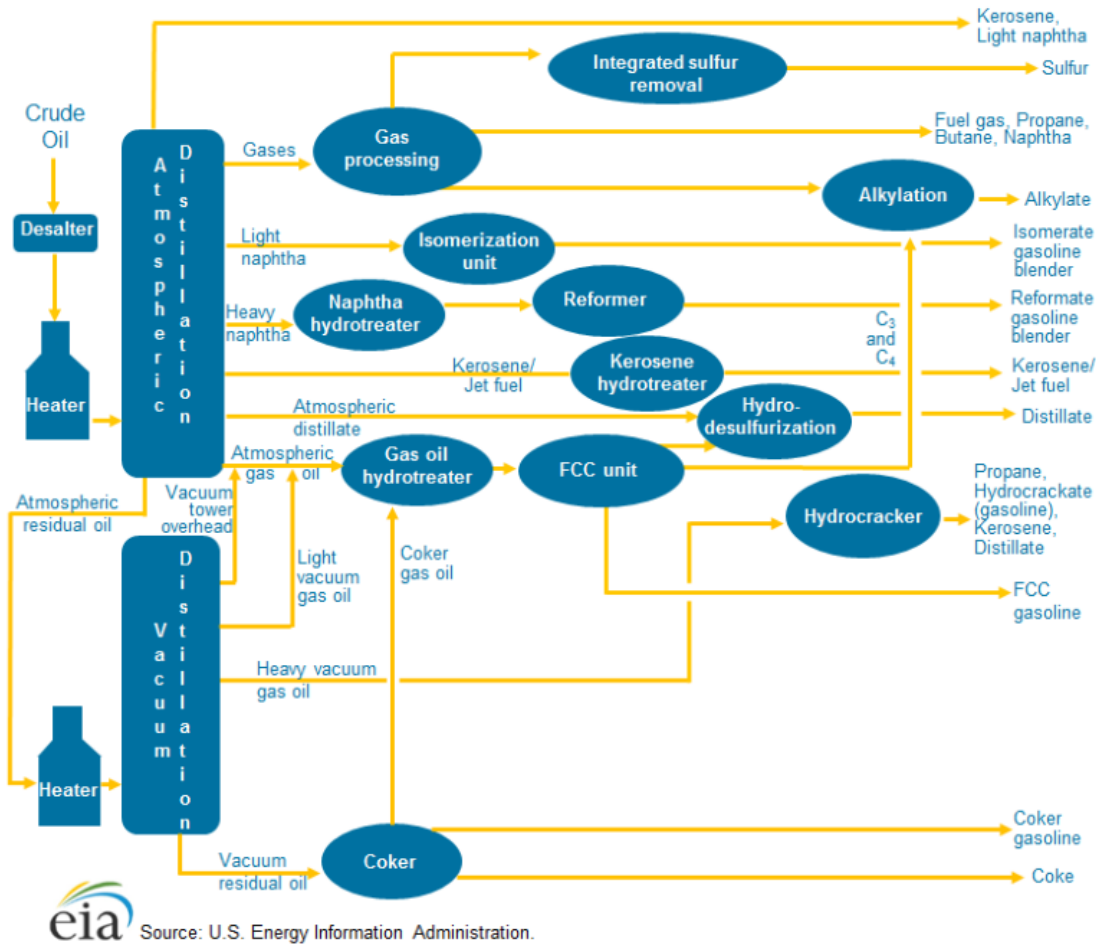 Kerosene,
Light naphtha
Integrated sulfur
removal
Sulfur
Crude
Oil
Fuel gas, Propane,
Butane, Naphtha
Gases
Gas
processing
Atmospheric
Distillation
Alkylation
Alkylate
Desalter
Light
naphtha
Isomerization
unit
Isomerate
gasoline
blender
Heavy
naphtha
Naphtha
hydrotreater
Reformer
Reformate
gasoline
blender
C₃
and
C₄
Kerosene/
Jet fuel
Kerosene
hydrotreater
Kerosene/
Jet fuel
Heater
Atmospheric
distillate
Hydro-
desulfurization
Distillate
Atmospheric
gas oil
Gas oil
hydrotreater
FCC unit
Propane,
Hydrocrackate
(gasoline),
Kerosene,
Distillate
Atmospheric
residual oil
Vacuum
tower
overhead
Hydrocracker
Light
vacuum
gas oil
Coker
gas oil
FCC
gasoline
Vacuum
Distillation
Heavy vacuum
gas oil
Heater
Coker
gasoline
Vacuum
residual oil
Coker
Coke
eia
Source: U.S. Energy Information Administration.